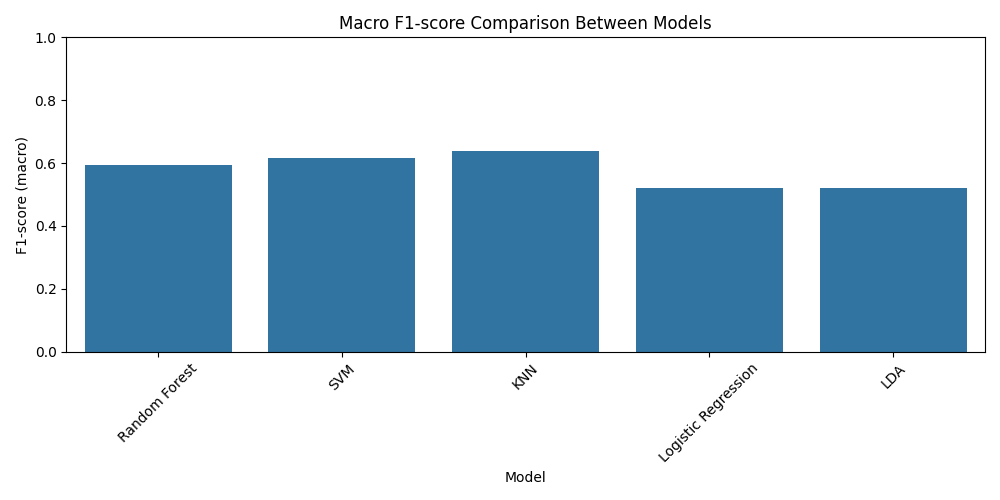 Macro F1-score Comparison Between Models
F1-score (macro)
1.0
0.8
0.6
0.4
0.2
0.0
Random Forest
SVM
KNN
Logistic Regression
LDA
Model